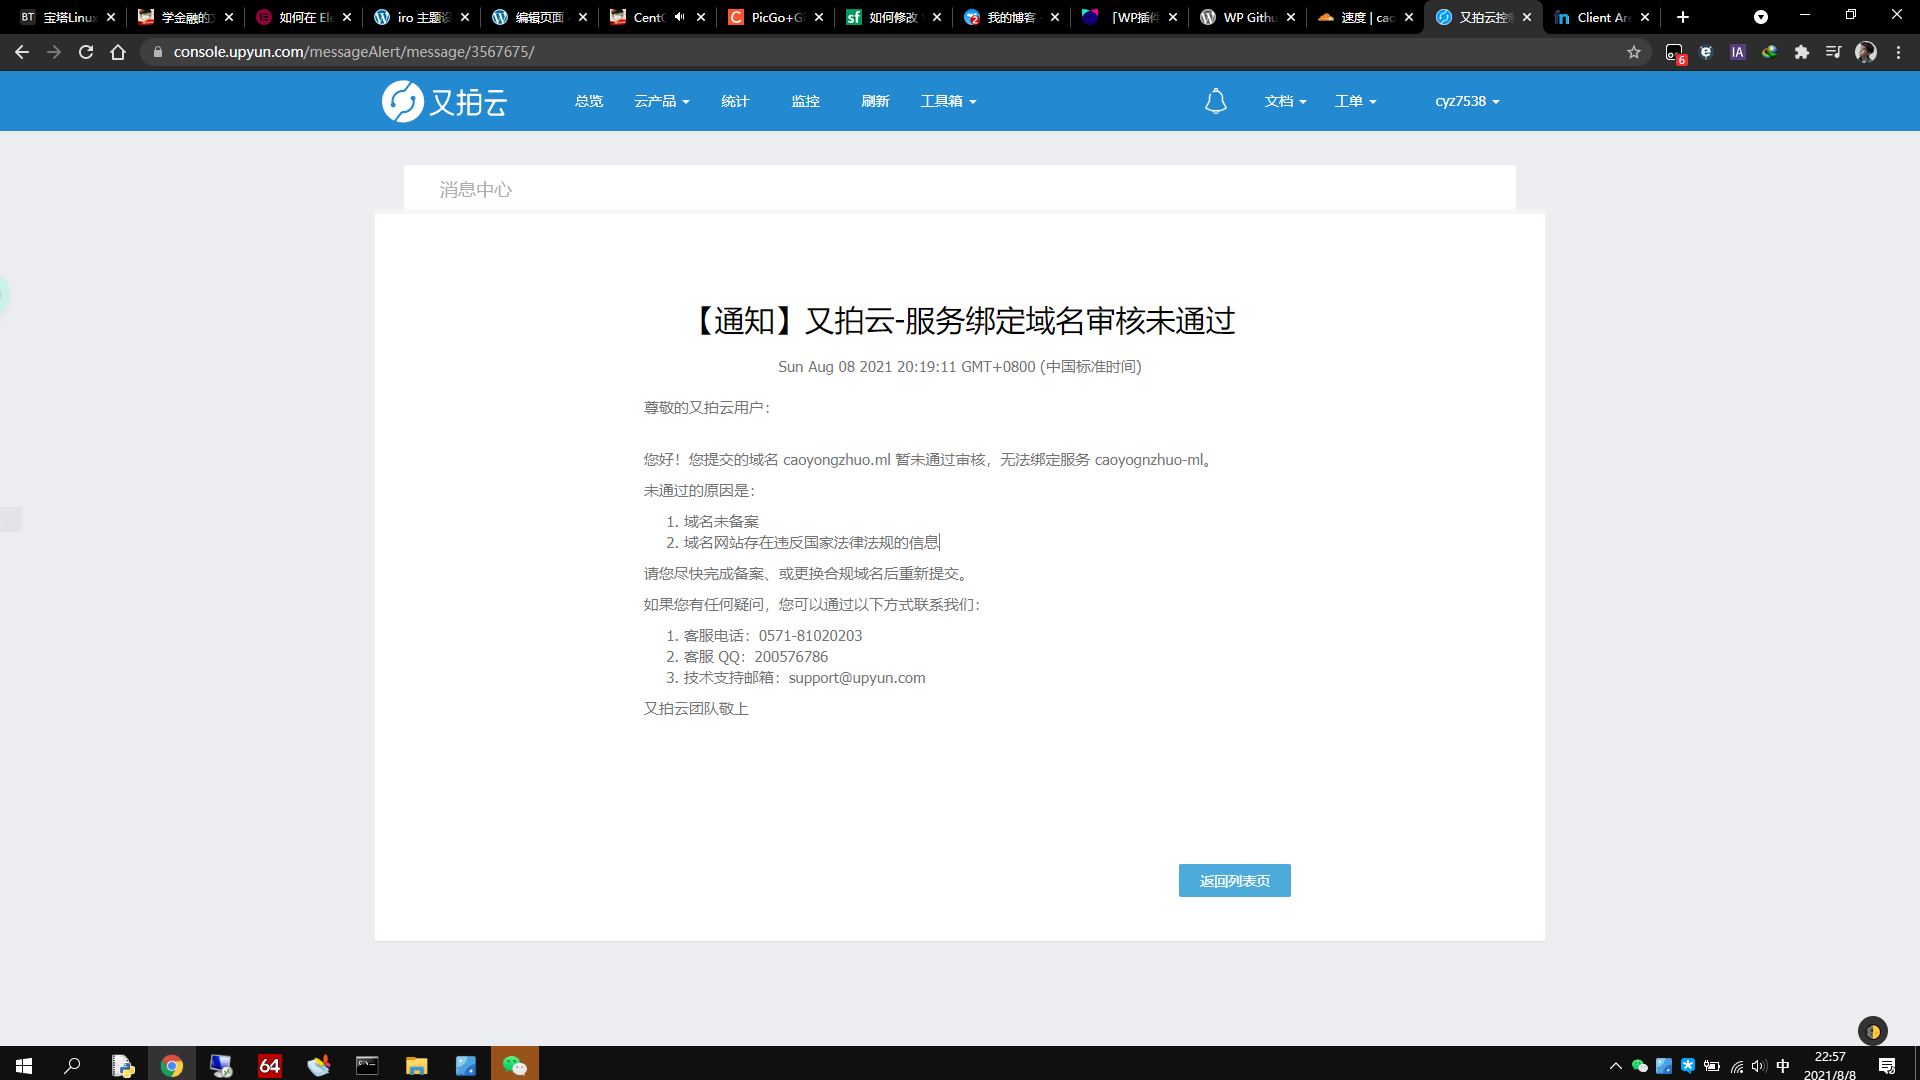 宝塔Linux
学金融的
如何在 Ele
iro 主题设
编辑页面
CentO
PicGo+Gi
如何修改
我的博客
「WP插件
WP Githu
速度 | cao
又拍云控制
Client Are
console.upyun.com/messageAlert/message/3567675/
又拍云
总览
云产品
统计
监控
刷新
工具箱
文档
工单
cyz7538
消息中心
【通知】又拍云-服务绑定域名审核未通过
Sun Aug 08 2021 20:19:11 GMT+0800 (中国标准时间)
尊敬的又拍云用户：
您好！您提交的域名 caoyongzhuo.ml 暂未通过审核，无法绑定服务 caoyognzhuo-ml。
未通过的原因是：
1. 域名未备案
2. 域名网站存在违反国家法律法规的信息
请您尽快完成备案、或更换合规域名后重新提交。
如果您有任何疑问，您可以通过以下方式联系我们：
1. 客服电话：0571-81020203
2. 客服 QQ：200576786
3. 技术支持邮箱：support@upyun.com
又拍云团队敬上
返回列表页
64
中
22:57
2021/8/8